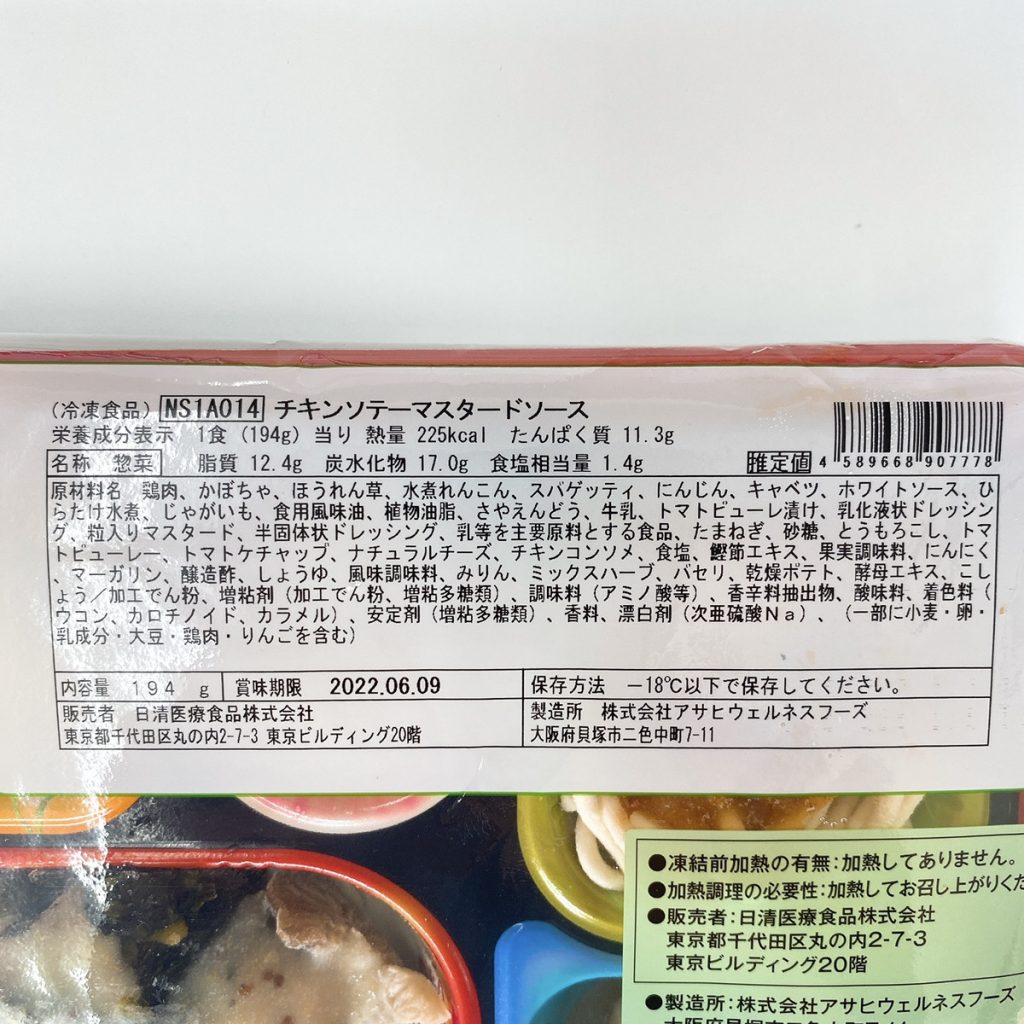 (冷凍食品) NS1A014 チキンソテーマスタードソース
栄養成分表示 1食 (194g) 当り 熱量 225kcal たんぱく質 11.3g
名称 惣菜 脂質 12.4g 炭水化物 17.0g 食塩相当量 1.4g 推定値 4 589668 907778
原材料名 鶏肉、かぼちゃ、ほうれん草、水煮れんこん、スパゲッティ、にんじん、キャベツ、ホワイトソース、ひ
らたけ水煮、じゃがいも、食用風味油、植物油脂、さやえんどう、牛乳、トマトピューレ漬け、乳化液状ドレッシン
グ、粒入りマスタード、半固体状ドレッシング、乳等を主要原料とする食品、たまねぎ、砂糖、とうもろこし、トマ
トピューレー、トマトケチャップ、ナチュラルチーズ、チキンコンソメ、食塩、鰹節エキス、果実調味料、にんにく
、マーガリン、醸造酢、しょうゆ、風味調味料、みりん、ミックスハーブ、パセリ、乾燥ポテト、酵母エキス、こし
ょう／加工でん粉、増粘剤（加工でん粉、増粘多糖類）、調味料（アミノ酸等）、香辛料抽出物、酸味料、着色料（
ウコン、カロチノイド、カラメル）、安定剤（増粘多糖類）、香料、漂白剤（次亜硫酸Ｎａ）、（一部に小麦・卵・
乳成分・大豆・鶏肉・りんごを含む）
内容量 １９４ ｇ 賞味期限 2022.06.09 保存方法 －18℃以下で保存してください。
販売者 日清医療食品株式会社 製造所 株式会社アサヒウェルネスフーズ
東京都千代田区丸の内2-7-3 東京ビルディング20階 大阪府貝塚市二色中町7-11
●凍結前加熱の有無：加熱してありません。
●加熱調理の必要性：加熱してお召し上がりくだ
●販売者：日清医療食品株式会社
東京都千代田区丸の内2-7-3
東京ビルディング20階
●製造所：株式会社アサヒウェルネスフーズ